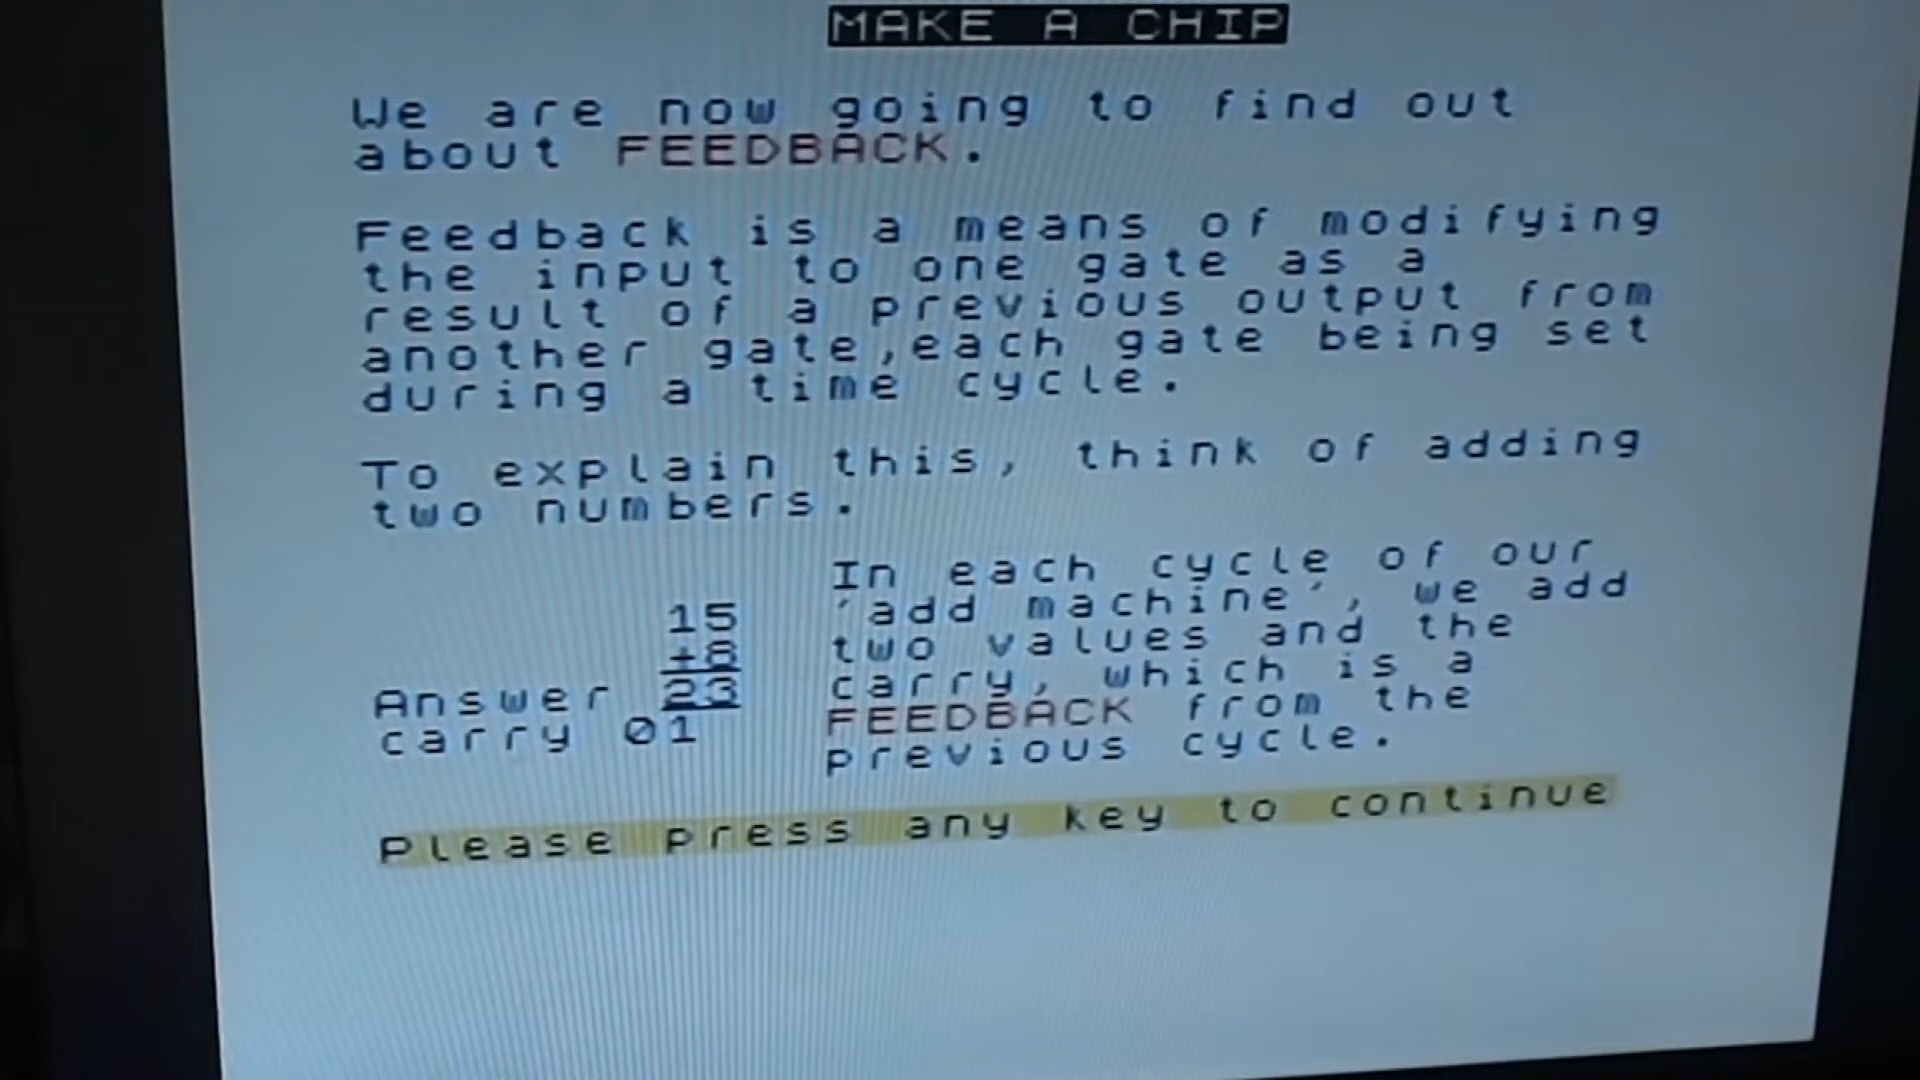 MAKE A CHIP
We are now going to find out
about FEEDBACK.
Feedback is a means of modifying
the input to one gate as a
result of a previous output from
another gate,each gate being set
during a time cycle.
To explain this, think of adding
two numbers.
15
+8
Answer 23
carry 01
In each cycle of our
'add machine', we add
two values and the
carry, which is a
FEEDBACK from the
previous cycle.
Please press any key to continue